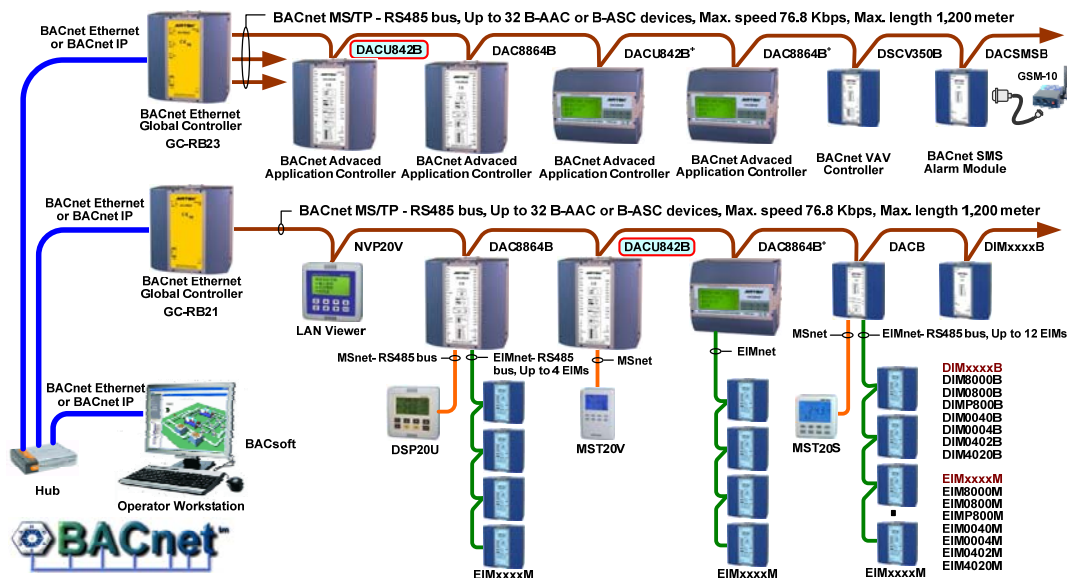 BACnet MS/TP - RS485 bus, Up to 32 B-AAC or B-ASC devices, Max. speed 76.8 Kbps, Max. length 1,200 meter
BACnet Ethernet
or BACnet IP
DACU842B
DAC8864B
DACU842B+
DAC8864B+
DSCV350B
DACSMSB
GSM-10
BACnet Ethernet
Global Controller
GC-RB23
BACnet Advaced
Application Controller
BACnet Advaced
Application Controller
BACnet Advaced
Application Controller
BACnet Advaced
Application Controller
BACnet VAV
Controller
BACnet SMS
Alarm Module
BACnet Ethernet
or BACnet IP
BACnet MS/TP - RS485 bus, Up to 32 B-AAC or B-ASC devices, Max. speed 76.8 Kbps, Max. length 1,200 meter
NVP20V
DAC8864B
DACU842B
DAC8864B+
DACB
DIMxxxxB
BACnet Ethernet
Global Controller
GC-RB21
LAN Viewer
MSnet- RS485 bus
EIMnet- RS485
bus, Up to 4 EIMs
MSnet
EIMnet
MSnet
EIMnet- RS485 bus, Up to 12 EIMs
BACnet Ethernet
or BACnet IP
BACsoft
DSP20U
MST20V
MST20S
DIMxxxxB
DIM8000B
DIM0800B
DIMP800B
DIM0040B
DIM0004B
DIM0402B
DIM4020B
EIMxxxxM
EIM8000M
EIM0800M
EIMP800M
EIM0040M
EIM0004M
EIM0402M
EIM4020M
Hub
Operator Workstation
BACnet tm
EIMxxxxM
EIMxxxxM
EIMxxxxM